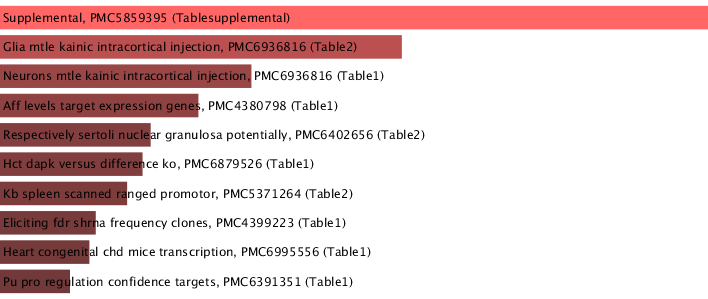 Supplemental, PMC5859395 (Tablesupplemental)
Glia mtle kainic intracortical injection, PMC6936816 (Table2)
Neurons mtle kainic intracortical injection, PMC6936816 (Table1)
Aff levels target expression genes, PMC4380798 (Table1)
Respectively sertoli nuclear granulosa potentially, PMC6402656 (Table2)
Hct dapk versus difference ko, PMC6879526 (Table1)
Kb spleen scanned ranged promotor, PMC5371264 (Table2)
Eliciting fdr shrna frequency clones, PMC4399223 (Table1)
Heart congenital chd mice transcription, PMC6995556 (Table1)
Pu pro regulation confidence targets, PMC6391351 (Table1)